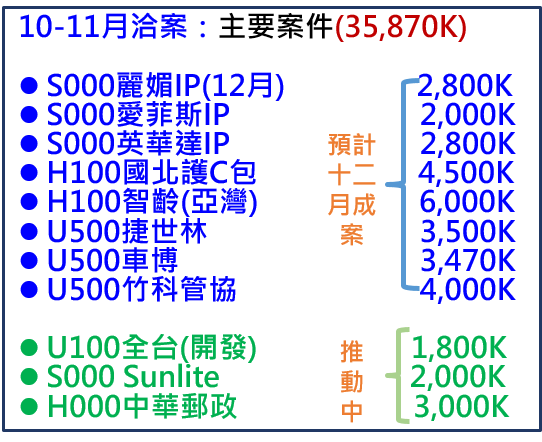 10-11月洽案：主要案件(35,870K)
● S000麗媚IP(12月) 2,800K
● S000愛菲斯IP 2,000K
● S000英華達IP 2,800K
● H100國北護C包 4,500K
● H100智齡(亞灣) 6,000K
● U500捷世林 3,500K
● U500車博 3,470K
● U500竹科管協 4,000K
預計
十二
月成
案
● U100全台(開發) 1,800K
● S000 Sunlite 2,000K
● H000中華郵政 3,000K
推
動
中